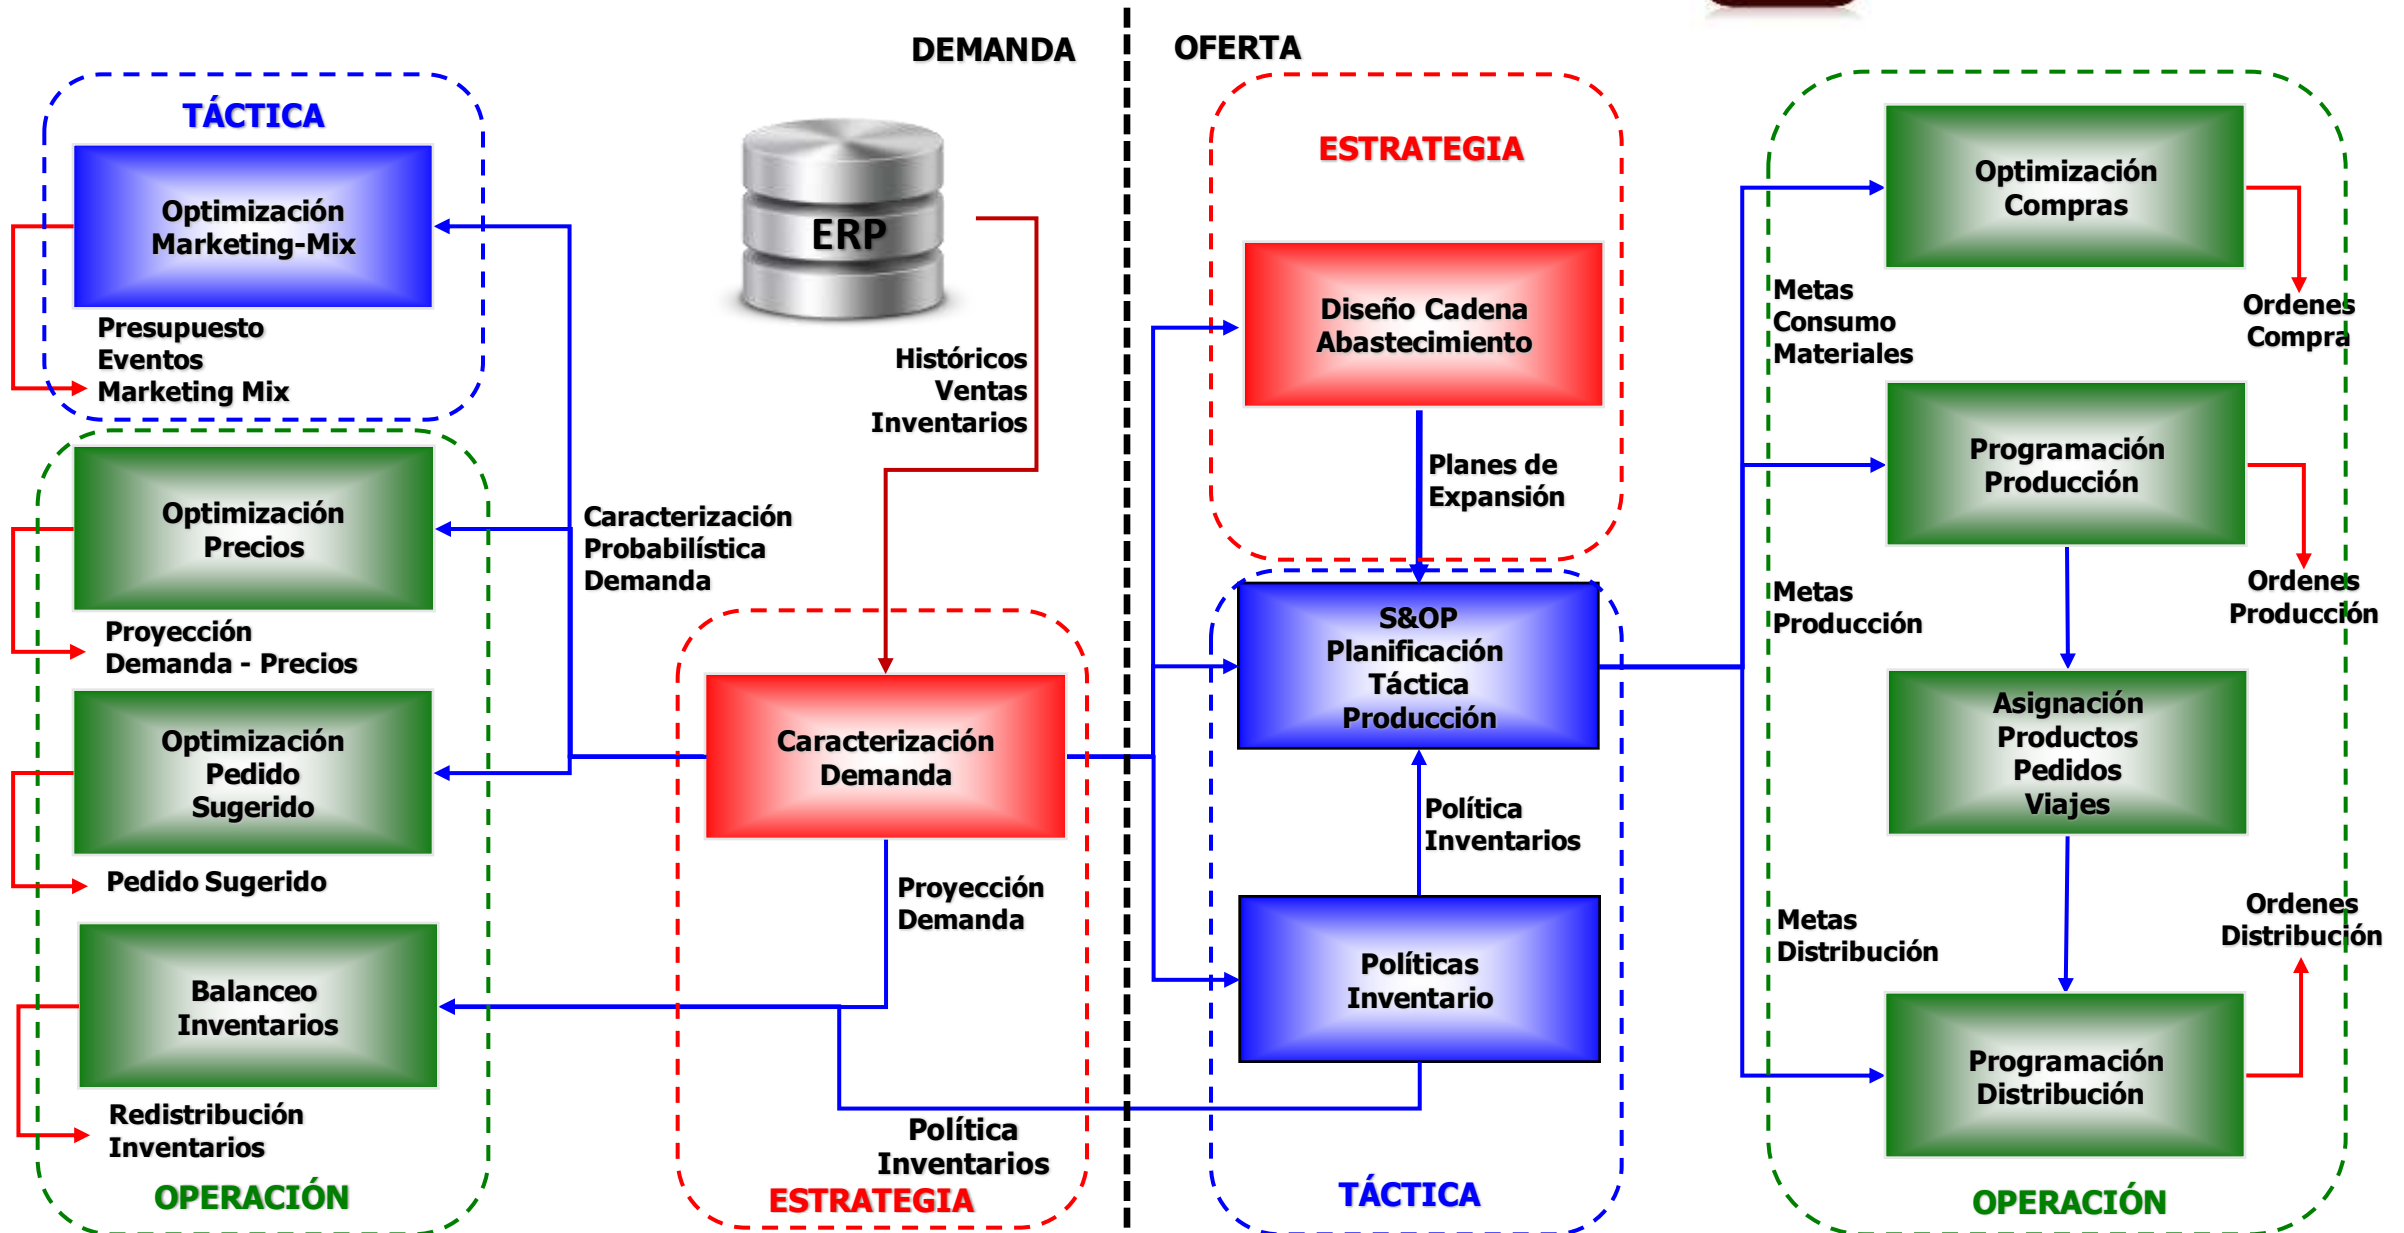 DEMANDA
OFERTA
TÁCTICA
Optimización
Marketing-Mix
Presupuesto
Eventos
Marketing Mix
Optimización
Precios
Proyección
Demanda - Precios
Optimización
Pedido
Sugerido
Pedido Sugerido
Balanceo
Inventarios
Redistribución
Inventarios
OPERACIÓN
ERP
Históricos
Ventas
Inventarios
Caracterización
Probabilística
Demanda
Caracterización
Demanda
Proyección
Demanda
Política
Inventarios
ESTRATEGIA
ESTRATEGIA
Diseño Cadena
Abastecimiento
Planes de
Expansión
S&OP
Planificación
Táctica
Producción
Política
Inventarios
Políticas
Inventario
TÁCTICA
Optimización
Compras
Metas
Consumo
Materiales
Ordenes
Compra
Programación
Producción
Metas
Producción
Ordenes
Producción
Asignación
Productos
Pedidos
Viajes
Metas
Distribución
Ordenes
Distribución
Programación
Distribución
OPERACIÓN